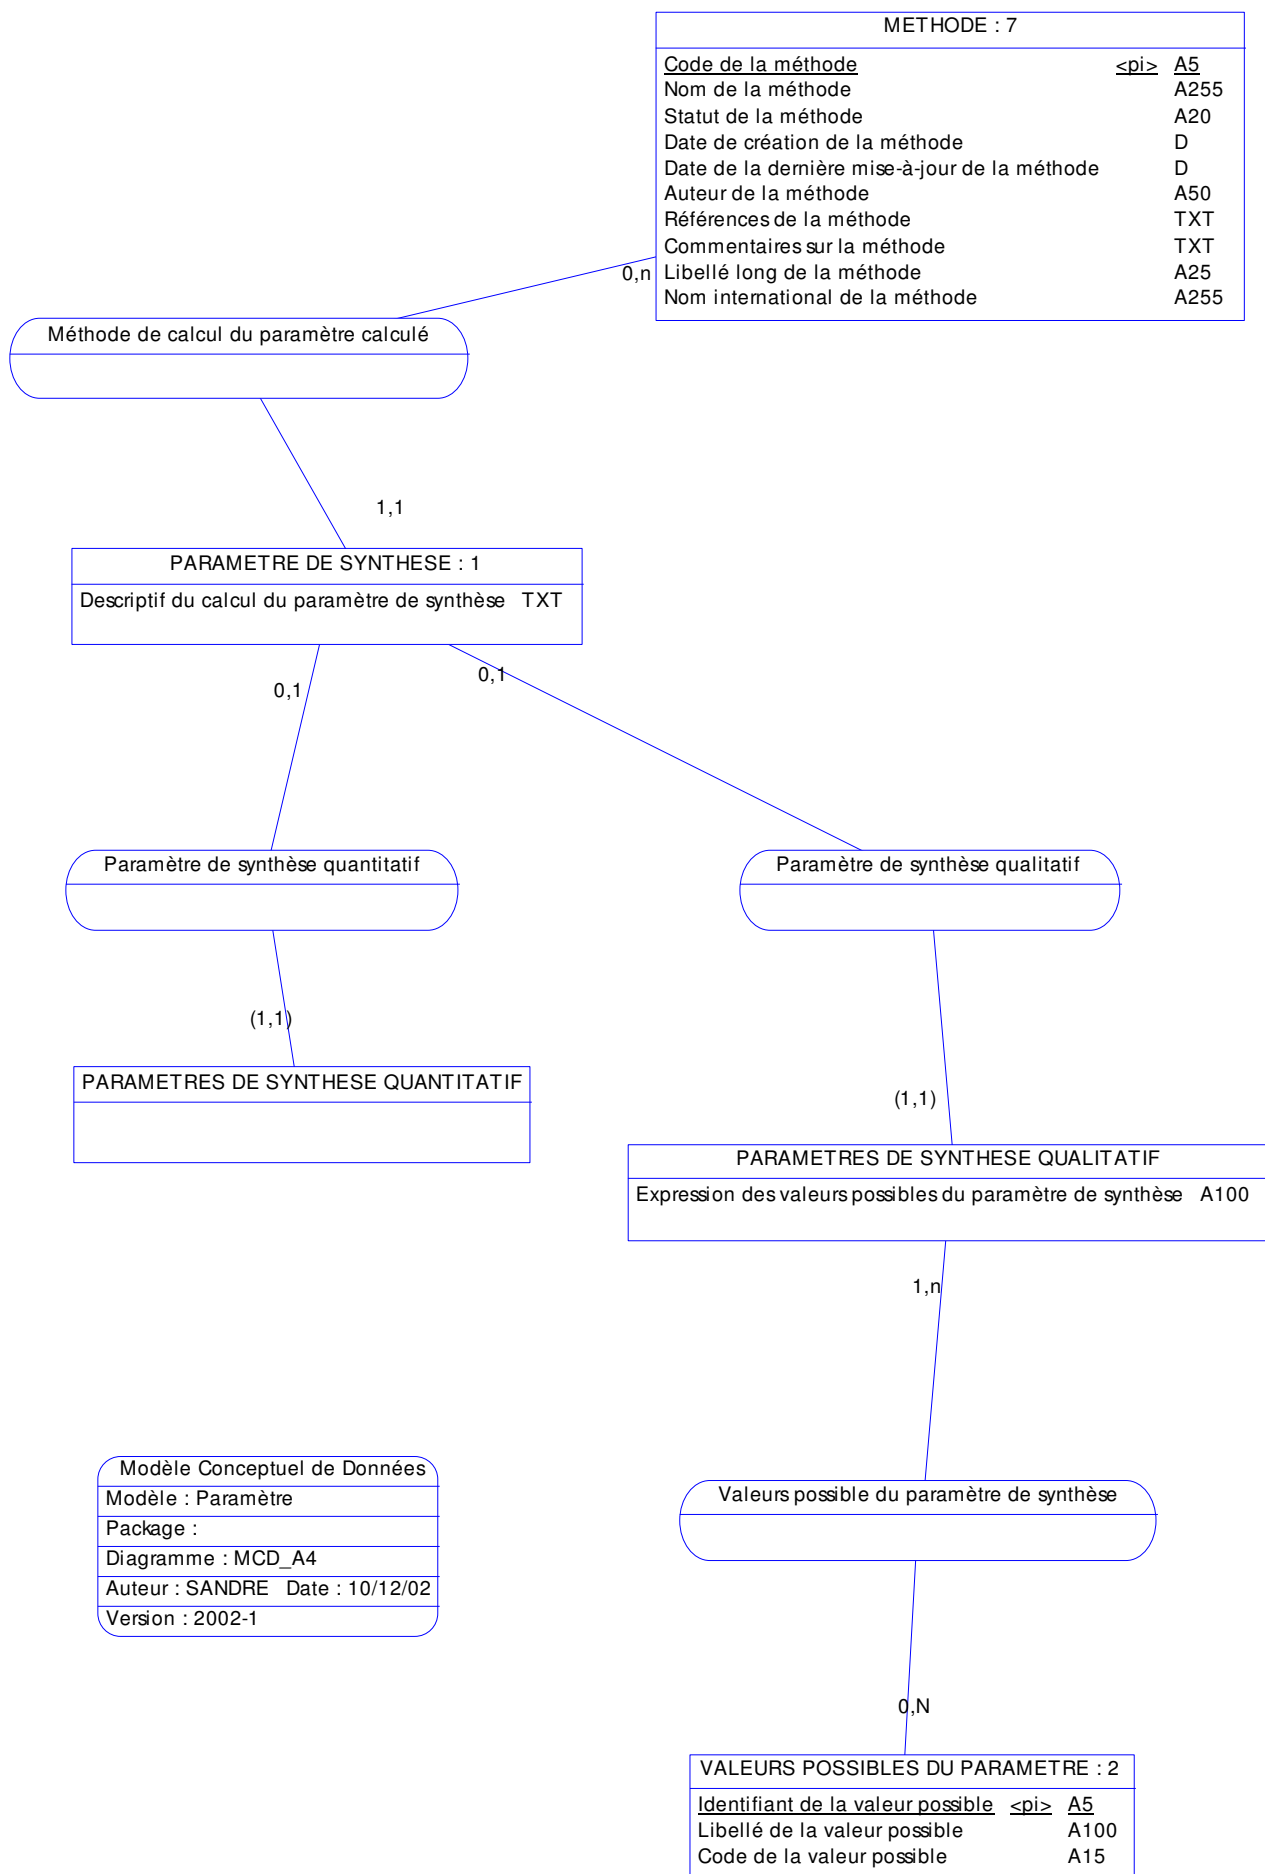 METHODE : 7
Code de la méthode <pi> A5
Nom de la méthode A255
Statut de la méthode A20
Date de création de la méthode D
Date de la dernière mise-à-jour de la méthode D
Auteur de la méthode A50
Références de la méthode TXT
Commentaires sur la méthode TXT
Libellé long de la méthode A25
Nom international de la méthode A255
0,n
Méthode de calcul du paramètre calculé
1,1
PARAMETRE DE SYNTHESE : 1
Descriptif du calcul du paramètre de synthèse TXT
0,1
0,1
Paramètre de synthèse quantitatif
Paramètre de synthèse qualitatif
(1,1)
PARAMETRES DE SYNTHESE QUANTITATIF
(1,1)
PARAMETRES DE SYNTHESE QUALITATIF
Expression des valeurs possibles du paramètre de synthèse A100
1,n
Modèle Conceptuel de Données
Modèle : Paramètre
Package :
Diagramme : MCD_A4
Auteur : SANDRE Date : 10/12/02
Version : 2002-1
Valeurs possible du paramètre de synthèse
0,N
VALEURS POSSIBLES DU PARAMETRE : 2
Identifiant de la valeur possible <pi> A5
Libellé de la valeur possible A100
Code de la valeur possible A15